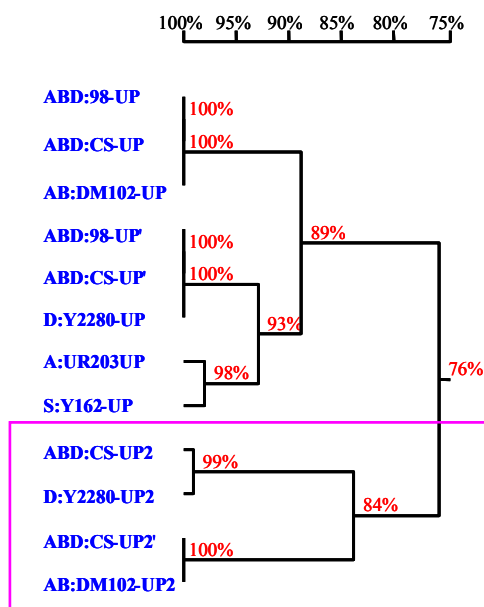 100% 95% 90% 85% 80% 75%
ABD:98-UP
100%
ABD:CS-UP
100%
AB:DM102-UP
ABD:98-UP'
100%
89%
ABD:CS-UP'
100%
D:Y2280-UP
93%
A:UR203UP
98%
76%
S:Y162-UP
ABD:CS-UP2
99%
D:Y2280-UP2
84%
ABD:CS-UP2'
100%
AB:DM102-UP2